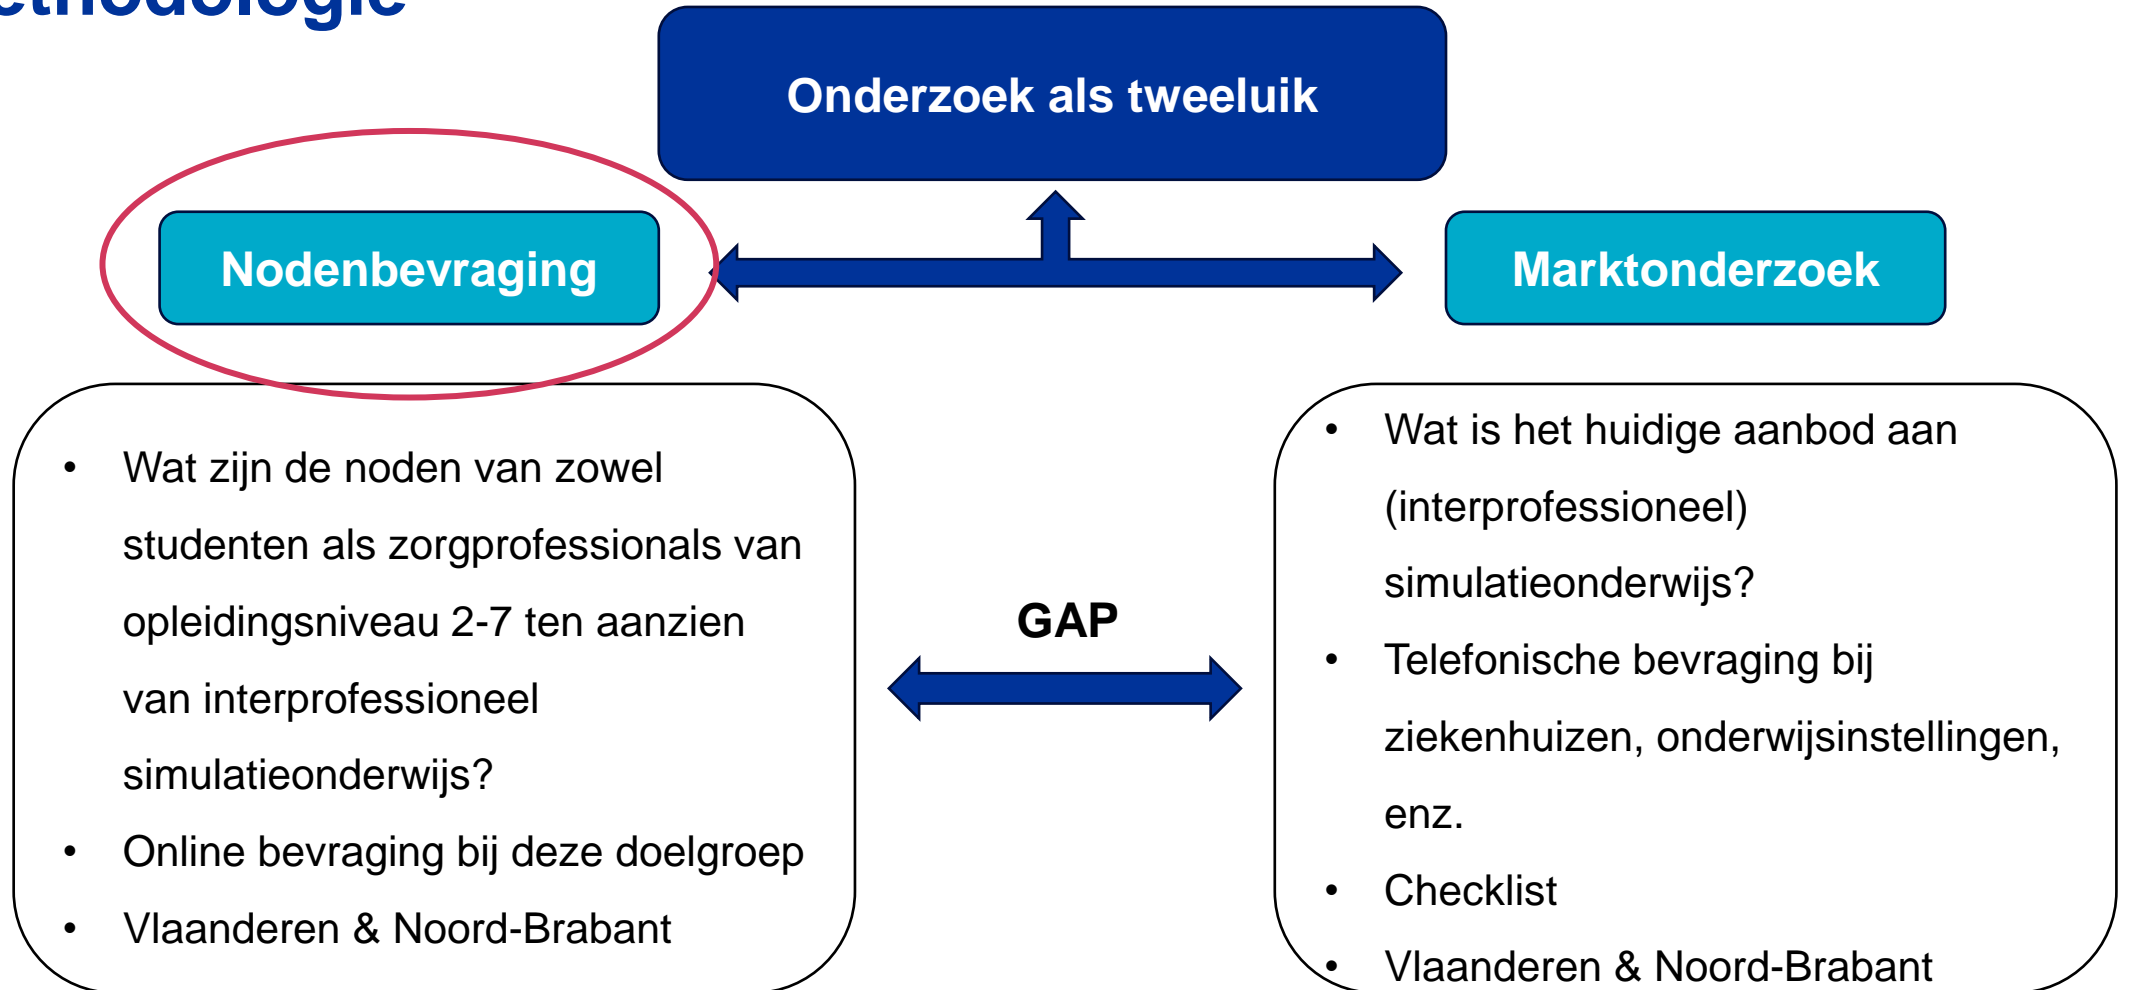 ethodologie
Onderzoek als tweeluik
Nodenbevraging
Marktonderzoek
• Wat zijn de noden van zowel
studenten als zorgprofessionals van
opleidingsniveau 2-7 ten aanzien
van interprofessioneel
simulatieonderwijs?
• Online bevraging bij deze doelgroep
• Vlaanderen & Noord-Brabant
GAP
• Wat is het huidige aanbod aan
(interprofessioneel)
simulatieonderwijs?
• Telefonische bevraging bij
ziekenhuizen, onderwijsinstellingen,
enz.
• Checklist
• Vlaanderen & Noord-Brabant